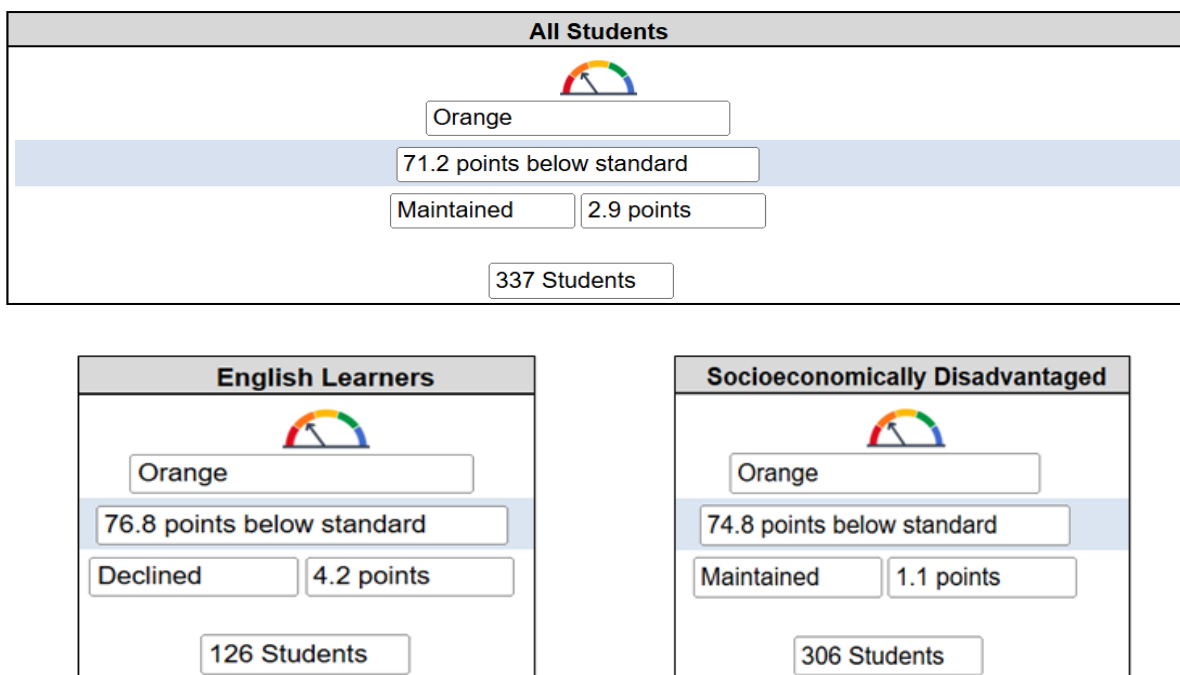 All Students
Orange
71.2 points below standard
Maintained 2.9 points
337 Students
English Learners
Orange
76.8 points below standard
Declined 4.2 points
126 Students
Socioeconomically Disadvantaged
Orange
74.8 points below standard
Maintained 1.1 points
306 Students